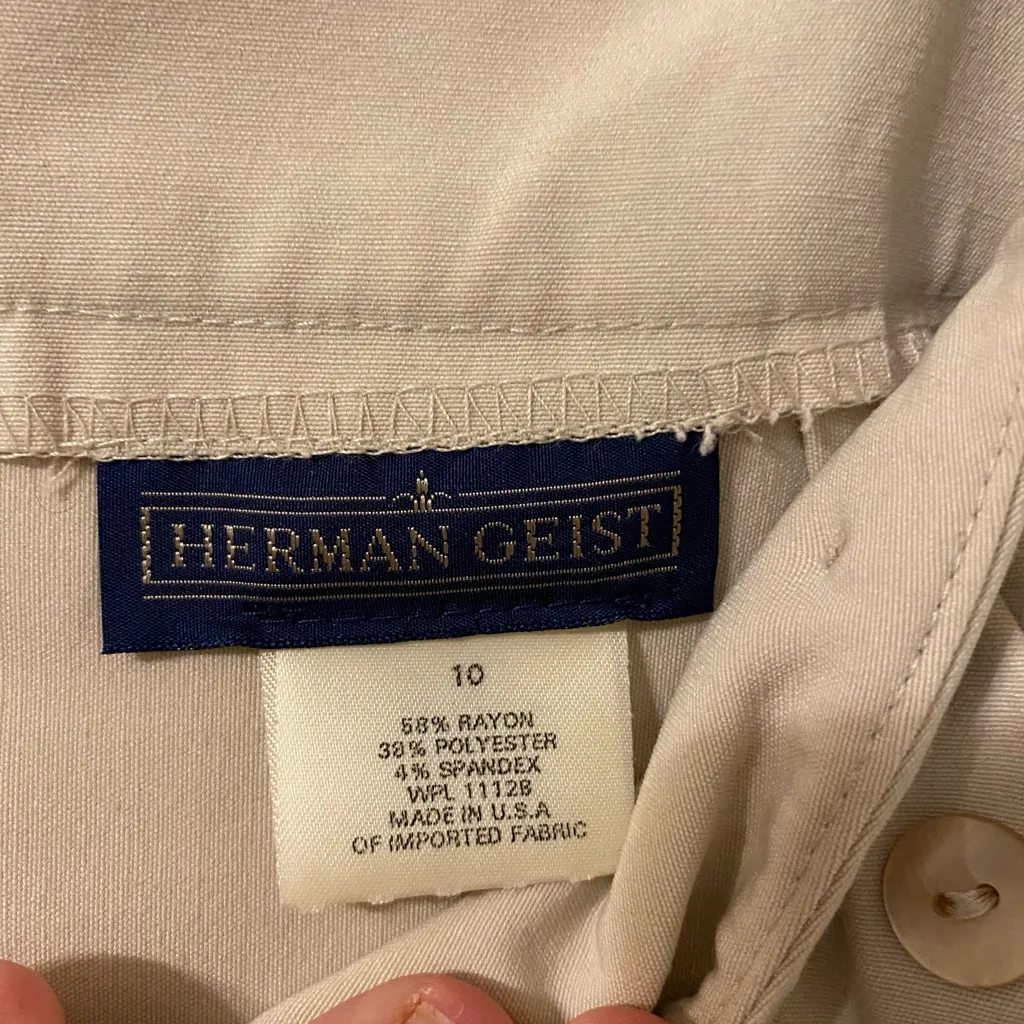 HERMAN GEIST
10
58% RAYON
38% POLYESTER
4% SPANDEX
WPL 11128
MADE IN U.S.A
OF IMPORTED FABRIC